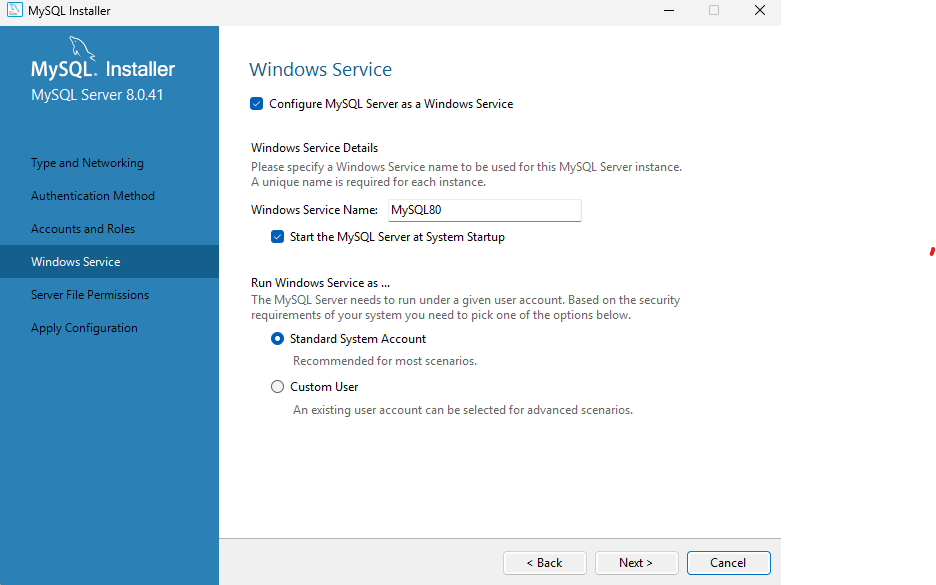 MySQL Installer
MySQL. Installer
MySQL Server 8.0.41
Type and Networking
Authentication Method
Accounts and Roles
Windows Service
Server File Permissions
Apply Configuration
Windows Service
Configure MySQL Server as a Windows Service
Windows Service Details
Please specify a Windows Service name to be used for this MySQL Server instance.
A unique name is required for each instance.
Windows Service Name: MySQL80
Start the MySQL Server at System Startup
Run Windows Service as ...
The MySQL Server needs to run under a given user account. Based on the security
requirements of your system you need to pick one of the options below.
Standard System Account
Recommended for most scenarios.
Custom User
An existing user account can be selected for advanced scenarios.
< Back Next > Cancel